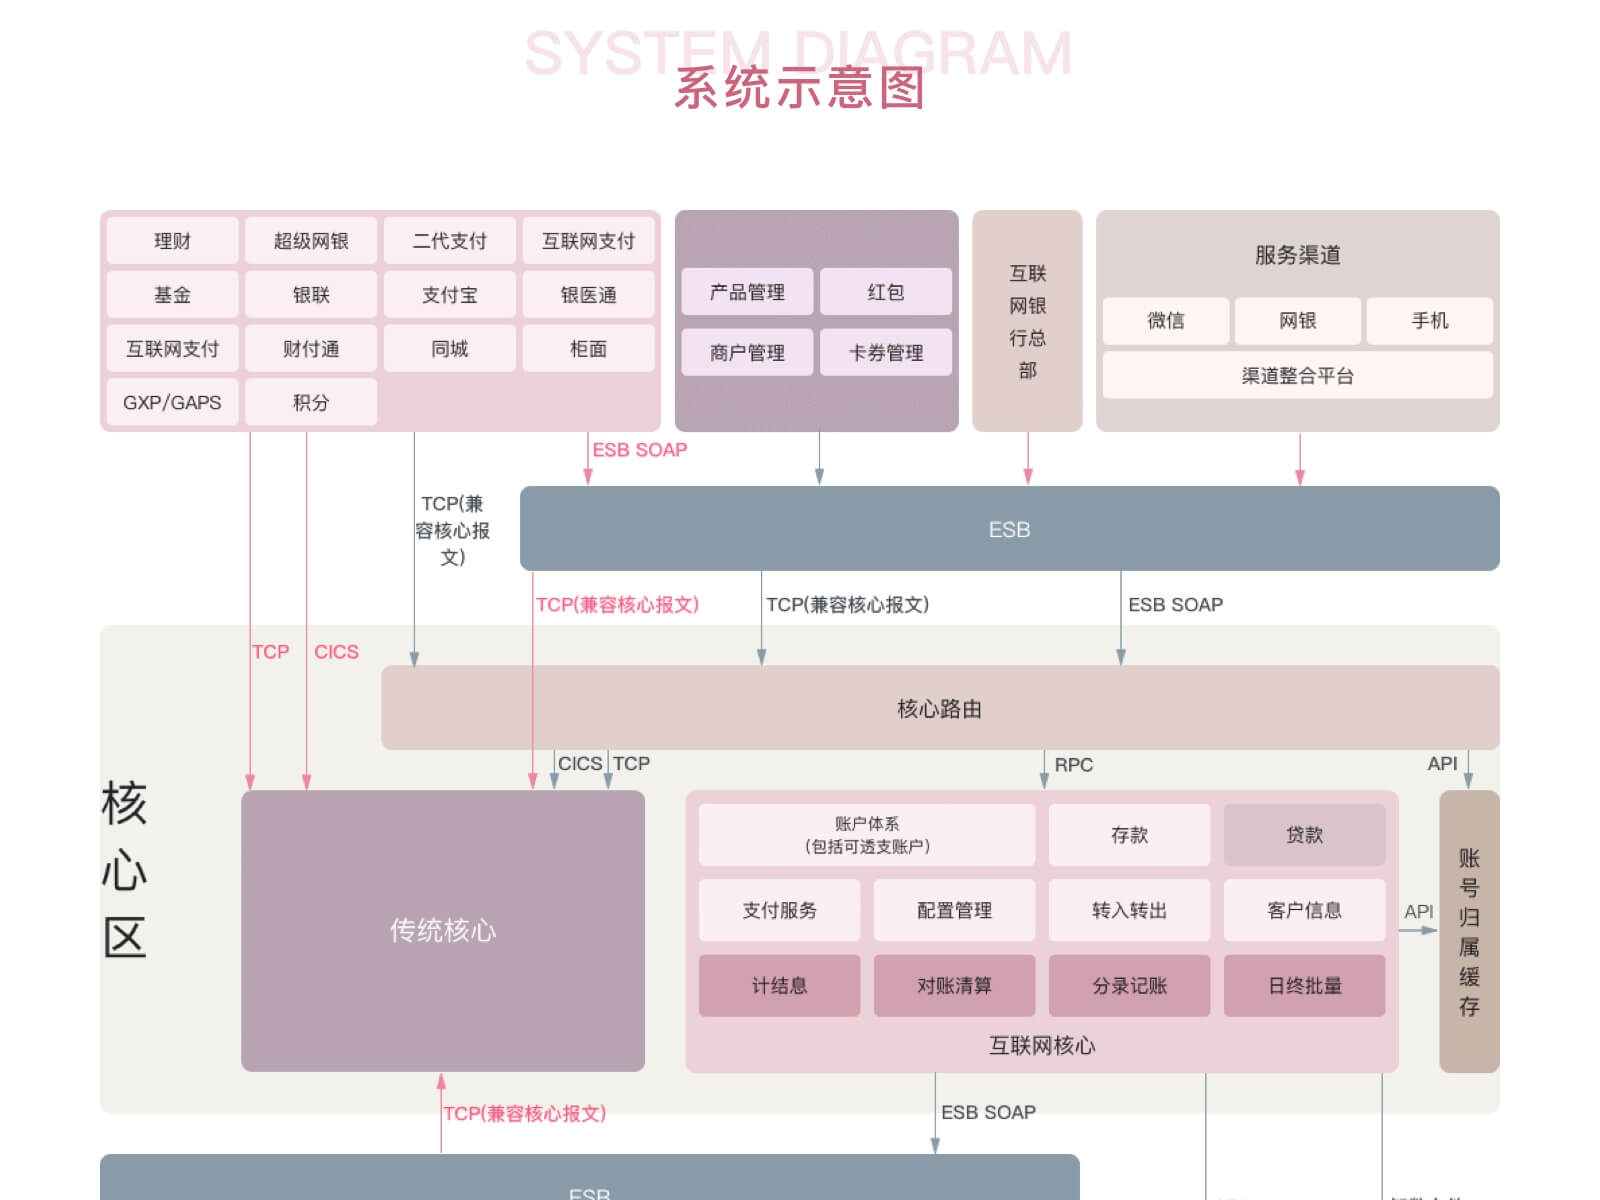 SYSTEM DIAGRAM
系统示意图
理财
超级网银
二代支付
互联网支付
基金
银联
支付宝
银医通
互联网支付
财付通
同城
柜面
GXP/GAPS
积分
产品管理
红包
商户管理
卡券管理
互联
网银
行总
部
服务渠道
微信
网银
手机
渠道整合平台
ESB SOAP
TCP(兼
容核心报
文)
ESB
TCP(兼容核心报文)
TCP(兼容核心报文)
ESB SOAP
TCP
CICS
核心路由
CICS
TCP
RPC
API
核
心
区
传统核心
账户体系
(包括可透支账户)
存款
贷款
支付服务
配置管理
转入转出
客户信息
计结息
对账清算
分录记账
日终批量
互联网核心
API
账
号
归
属
缓
存
TCP(兼容核心报文)
ESB SOAP
ESB